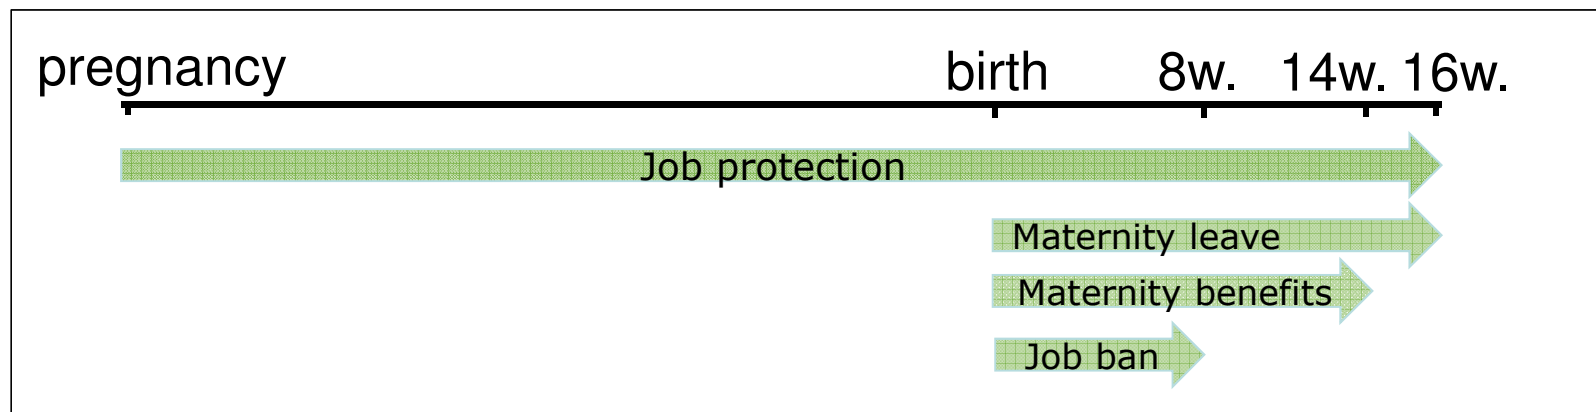 pregnancy birth 8w. 14w. 16w.
Job protection
Maternity leave
Maternity benefits
Job ban